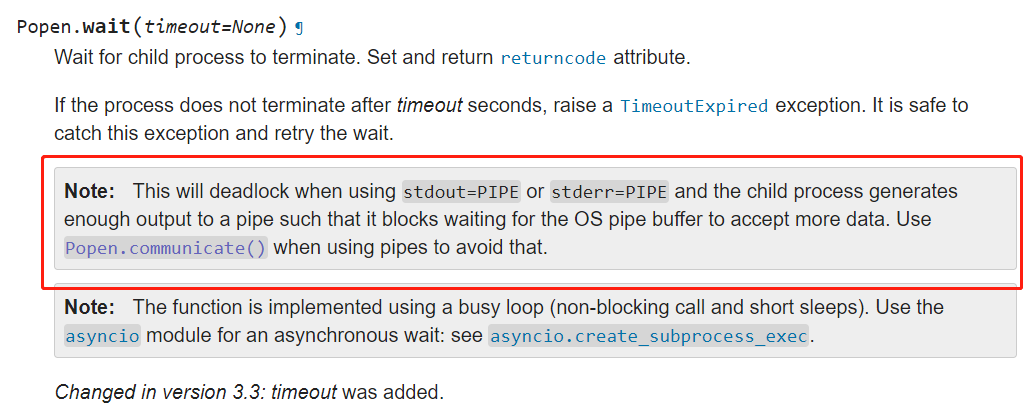 Popen.wait(timeout=None) ¶
Wait for child process to terminate. Set and return returncode attribute.
If the process does not terminate after timeout seconds, raise a TimeoutExpired exception. It is safe to
catch this exception and retry the wait.
Note: This will deadlock when using stdout=PIPE or stderr=PIPE and the child process generates
enough output to a pipe such that it blocks waiting for the OS pipe buffer to accept more data. Use
Popen.communicate() when using pipes to avoid that.
Note: The function is implemented using a busy loop (non-blocking call and short sleeps). Use the
asyncio module for an asynchronous wait: see asyncio.create_subprocess_exec.
Changed in version 3.3: timeout was added.